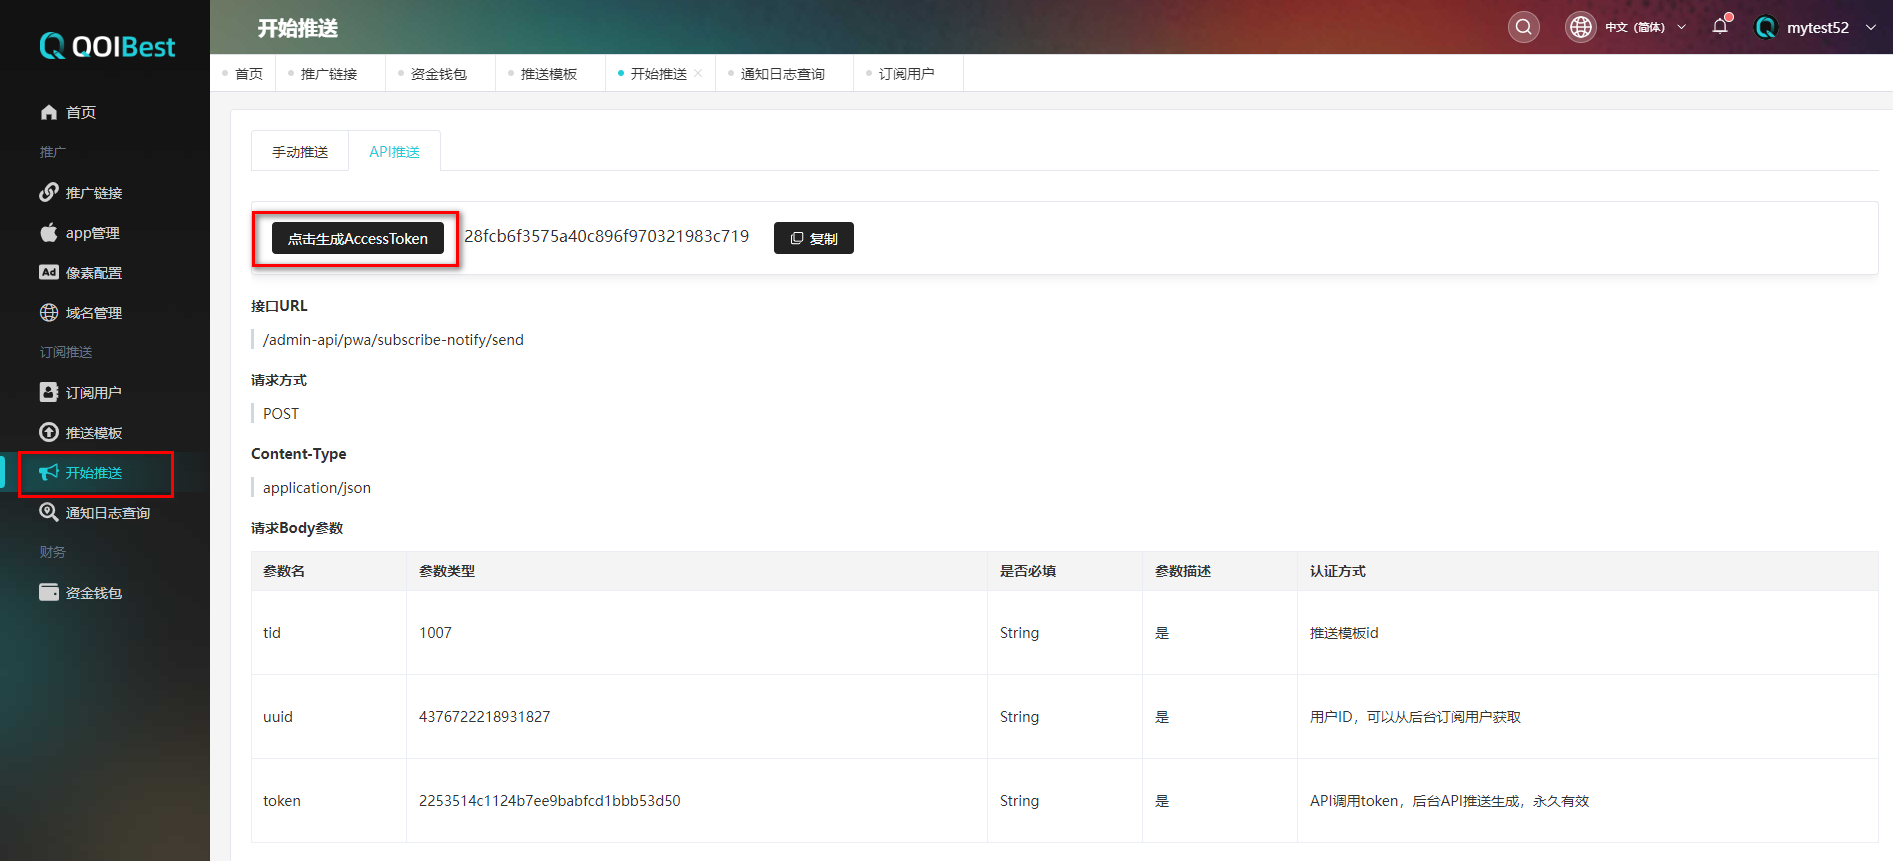 QOIBest
开始推送
中文（简体）
mytest52
首页
推广链接
资金钱包
推送模板
开始推送
通知日志查询
订阅用户
首页
推广
推广链接
app管理
Ad 像素配置
域名管理
订阅推送
订阅用户
推送模板
开始推送
通知日志查询
财务
资金钱包
手动推送
API推送
点击生成AccessToken 28fcb6f3575a40c896f970321983c719 复制
接口URL
/admin-api/pwa/subscribe-notify/send
请求方式
POST
Content-Type
application/json
请求Body参数
参数名 参数类型 是否必填 参数描述 认证方式
tid 1007 String 是 推送模板id
uuid 4376722218931827 String 是 用户ID，可以从后台订阅用户获取
token 2253514c1124b7ee9babfcd1bbb53d50 String 是 API调用token，后台API推送生成，永久有效